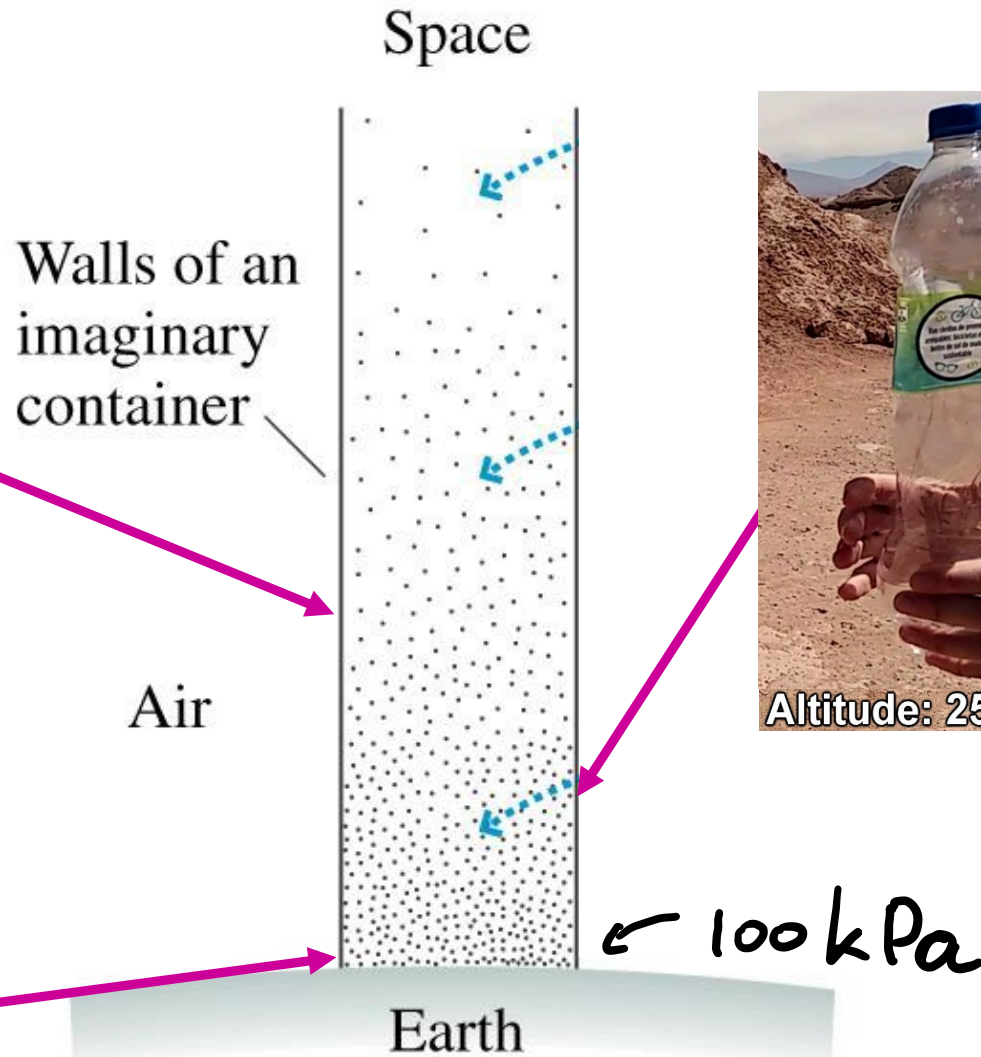 Space
Walls of an
imaginary
container
Air
Altitude: 25
100 kPa
Earth